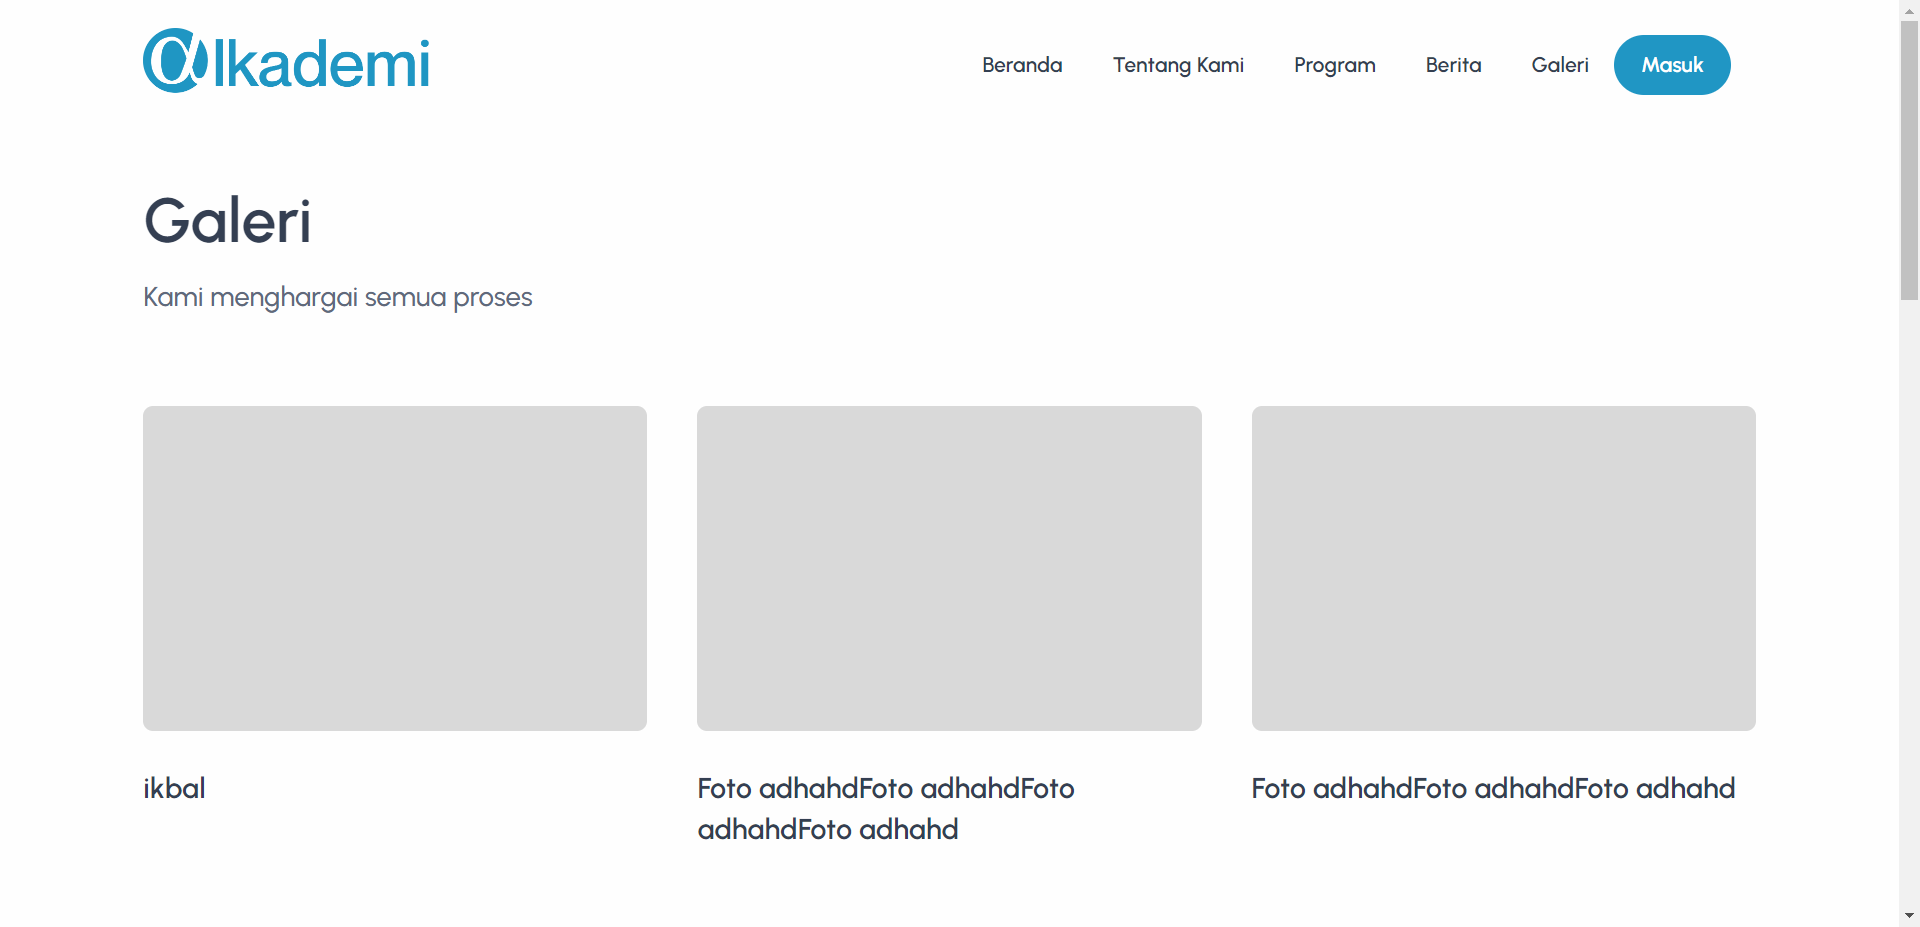 @lkademi
Beranda Tentang Kami Program Berita Galeri Masuk
Galeri
Kami menghargai semua proses
ikbal
Foto adhahdFoto adhahdFoto
adhahdFoto adhahd
Foto adhahdFoto adhahdFoto adhahd